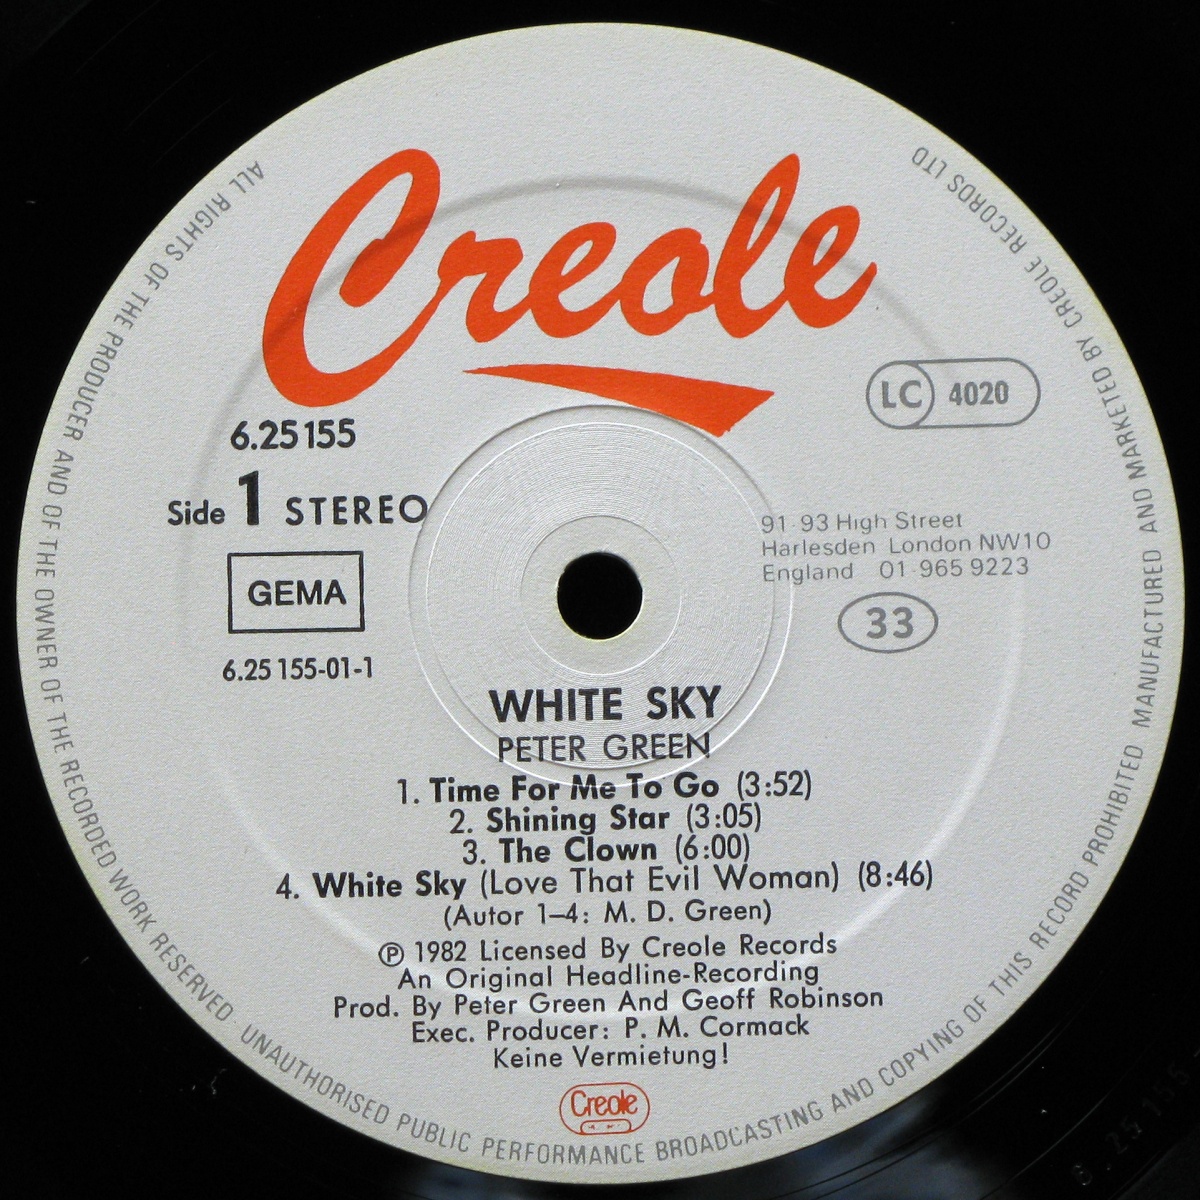 Creole
LC 4020
6.25155
Side 1 STEREO
GEMA
6.25 155-01-1
91-93 High Street
Harlesden London NW10
England 01-965 9223
33
WHITE SKY
PETER GREEN
1. Time For Me To Go (3:52)
2. Shining Star (3:05)
3. The Clown (6:00)
4. White Sky (Love That Evil Woman) (8:46)
(Autor 1–4: M. D. Green)
Ⓟ 1982 Licensed By Creole Records
An Original Headline-Recording
Prod. By Peter Green And Geoff Robinson
Exec. Producer: P. M. Cormack
Keine Vermietung!
Creole
ALL RIGHTS OF THE PRODUCER AND OF THE OWNER OF THE RECORDED WORK RESERVED · UNAUTHORISED PUBLIC PERFORMANCE BROADCASTING AND COPYING OF THIS RECORD PROHIBITED MANUFACTURED AND MARKETED BY CREOLE RECORDS LTD